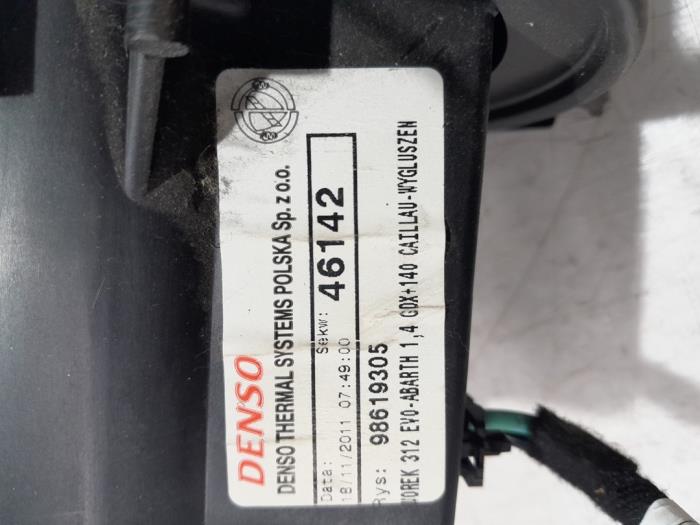 DENSO
DENSO THERMAL SYSTEMS POLSKA Sp. z o.o.
Data: Sekw: 46142
18/11/2011 07:49:00
Rys: 98619305
312 EVO-ABARTH 1,4 GDX+140 CAILLAU-WYGLUSZEN